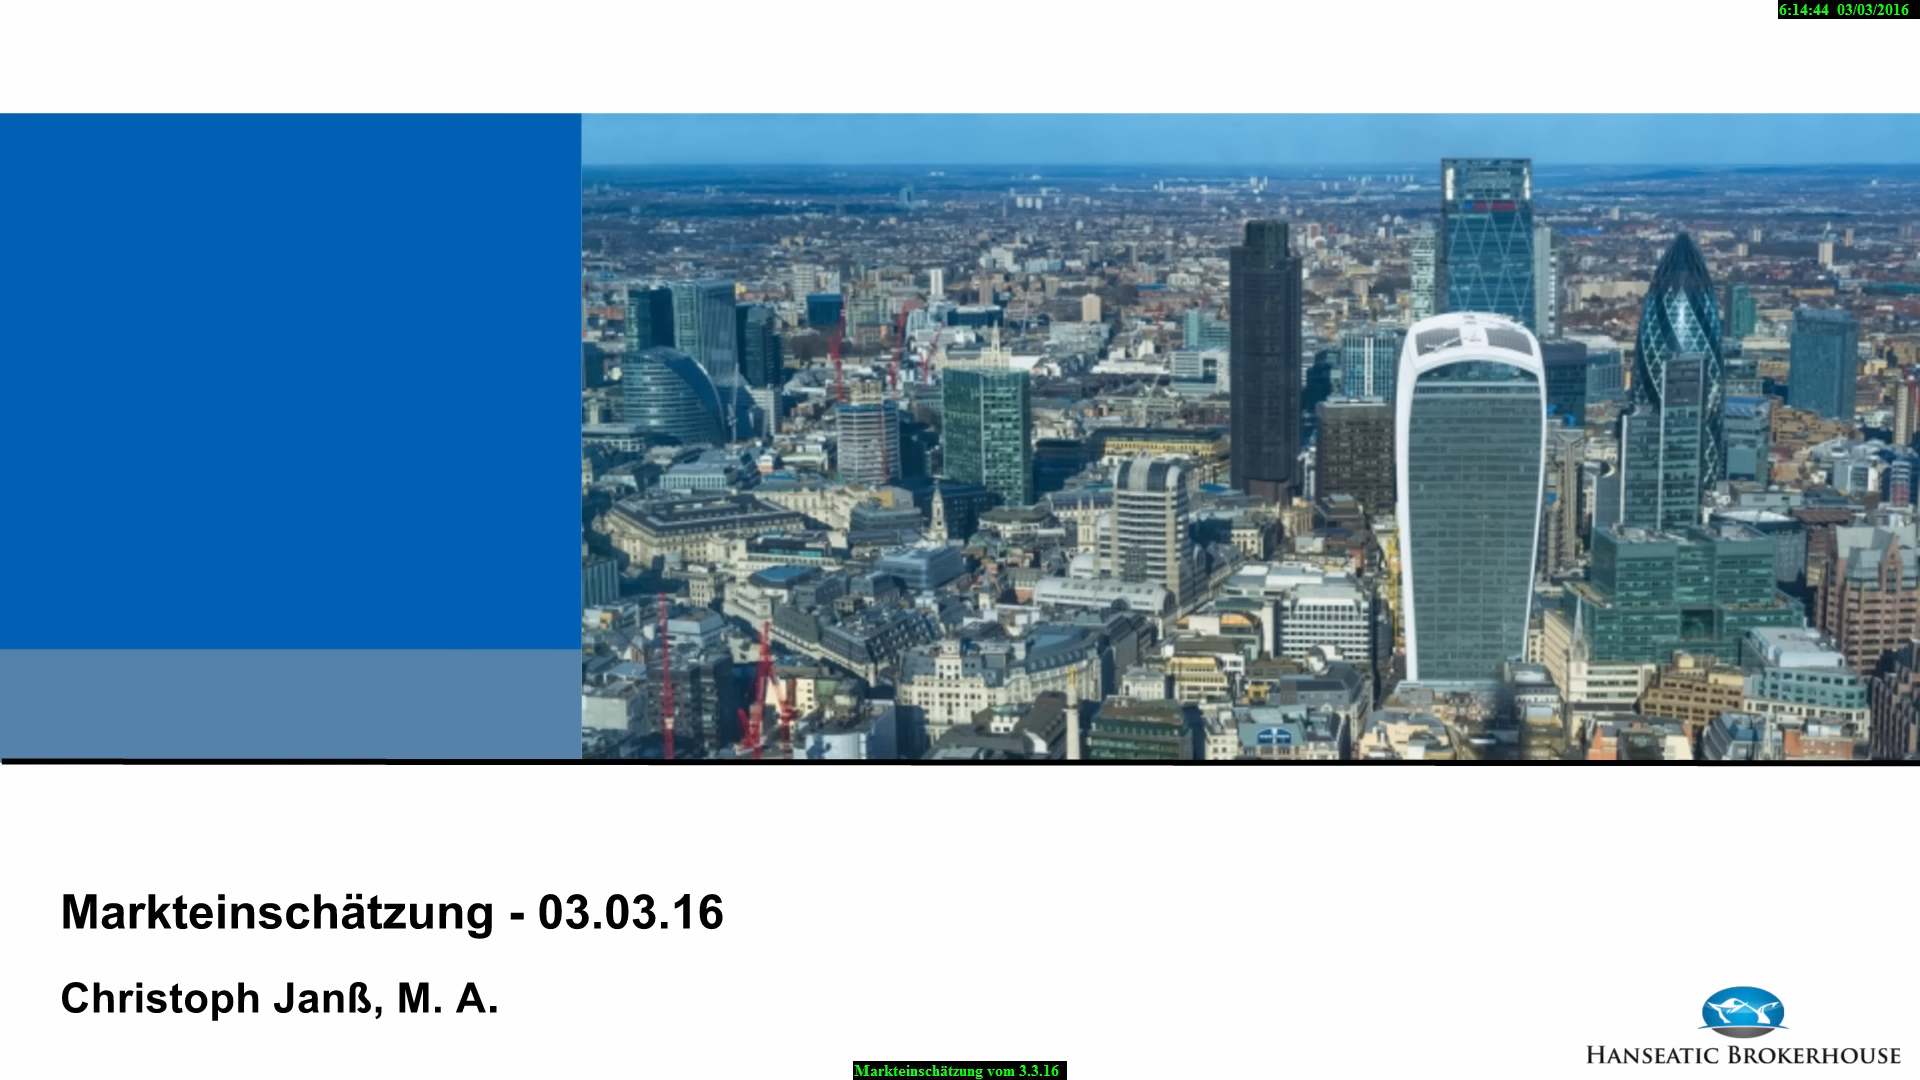 6:14:44 03/03/2016
Markteinschätzung - 03.03.16
Christoph Janß, M. A.
HANSEATIC BROKERHOUSE
Markteinschätzung vom 3.3.16